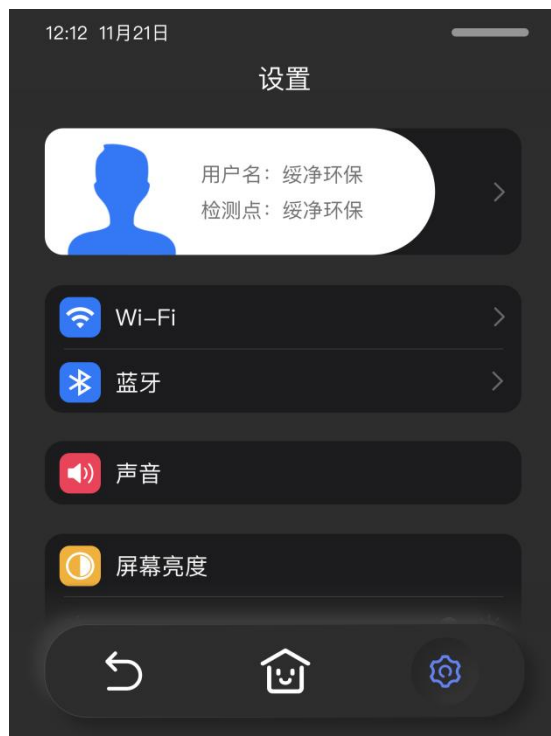 12:12 11月21日
设置
用户名：绥净环保
检测点：绥净环保
Wi–Fi
蓝牙
声音
屏幕亮度